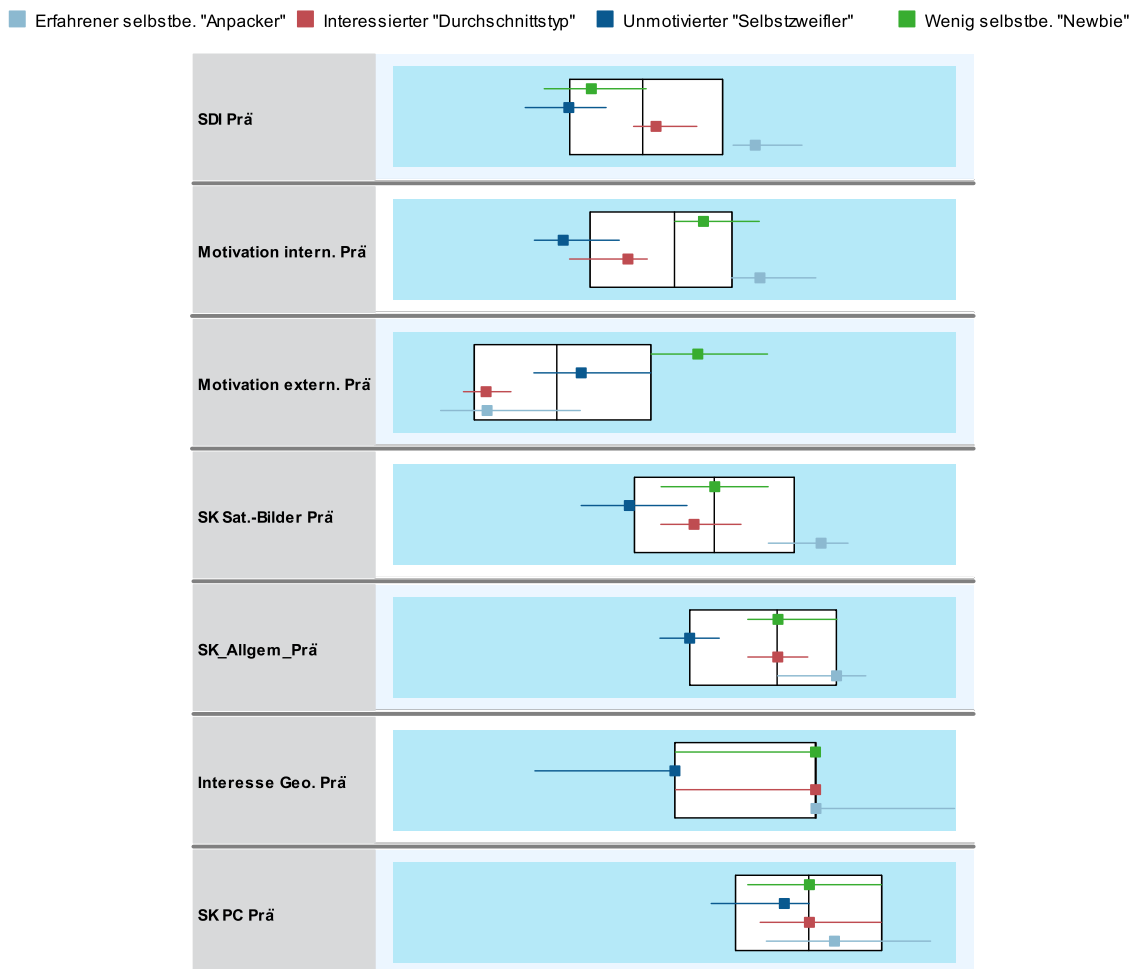 Erfahrener selbstbe. "Anpacker" Interessierter "Durchschnittstyp" Unmotivierter "Selbstzweifler" Wenig selbstbe. "Newbie"
SDI Prä
Motivation intern. Prä
Motivation extern. Prä
SK Sat.-Bilder Prä
SK_Allgem_Prä
Interesse Geo. Prä
SK PC Prä